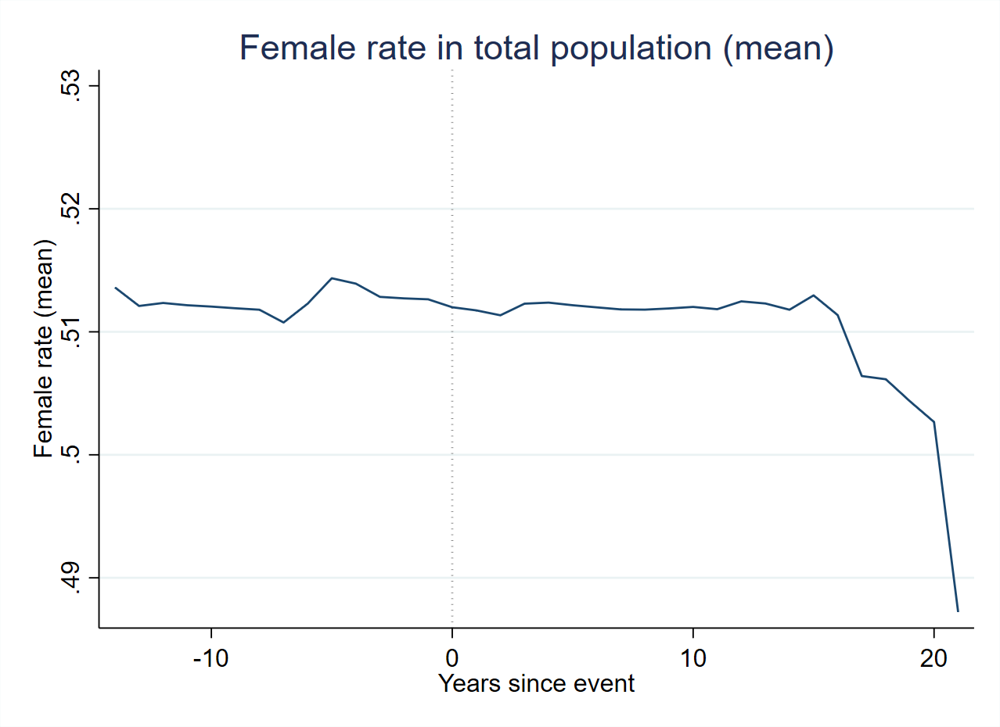 Female rate in total population (mean)
Female rate (mean)
.53
.52
.51
.5
.49
-10 0 10 20
Years since event